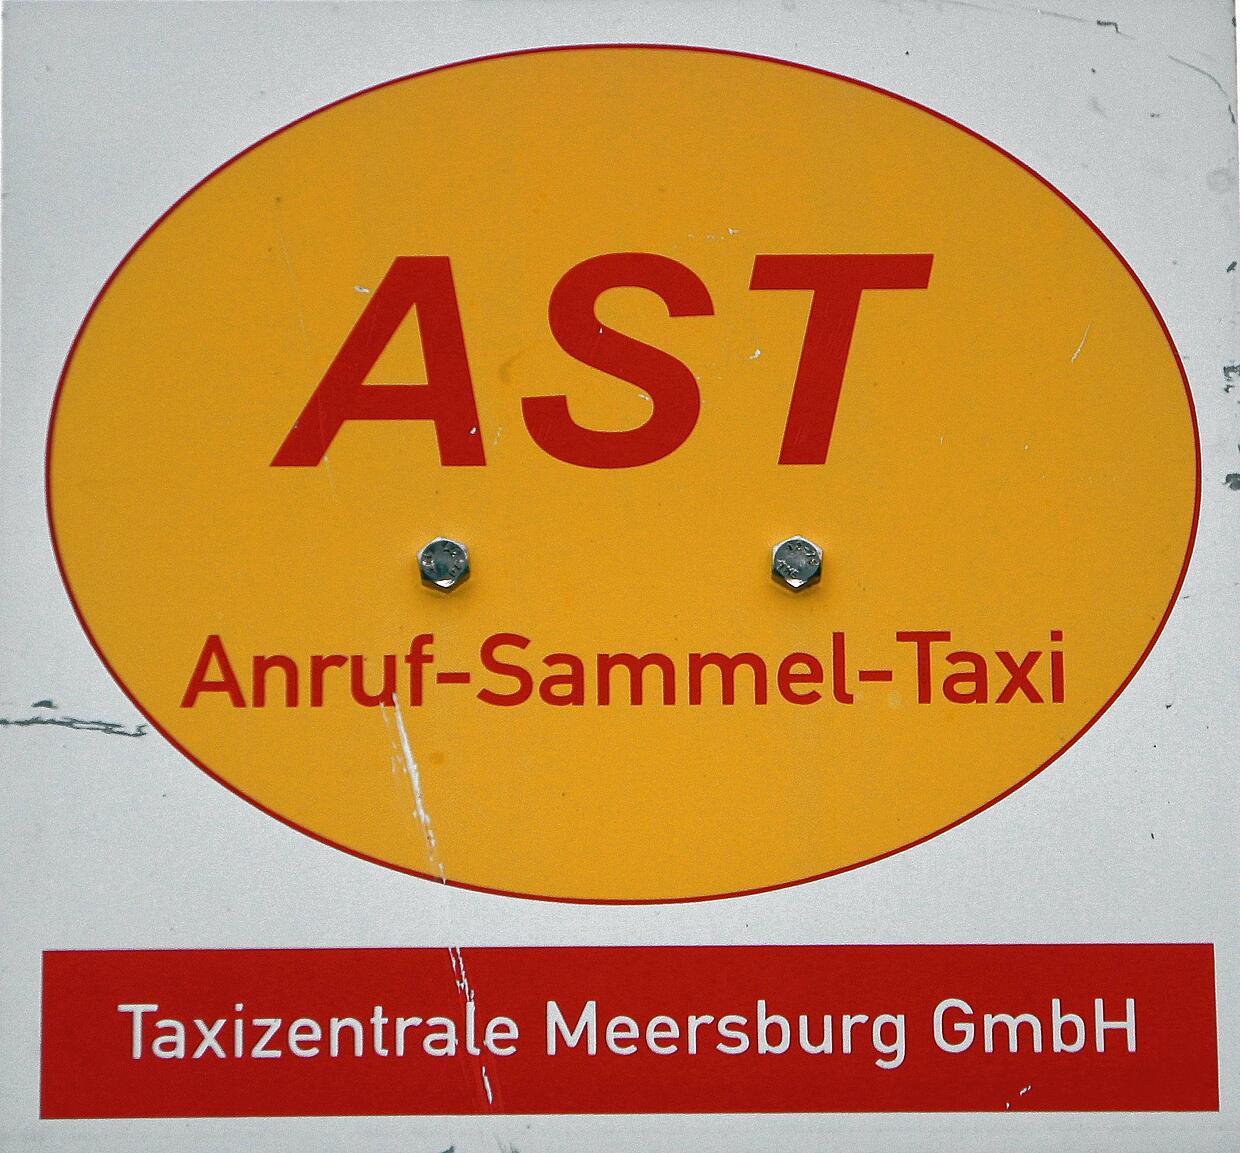 AST
Anruf-Sammel-Taxi
Taxizentrale Meersburg GmbH